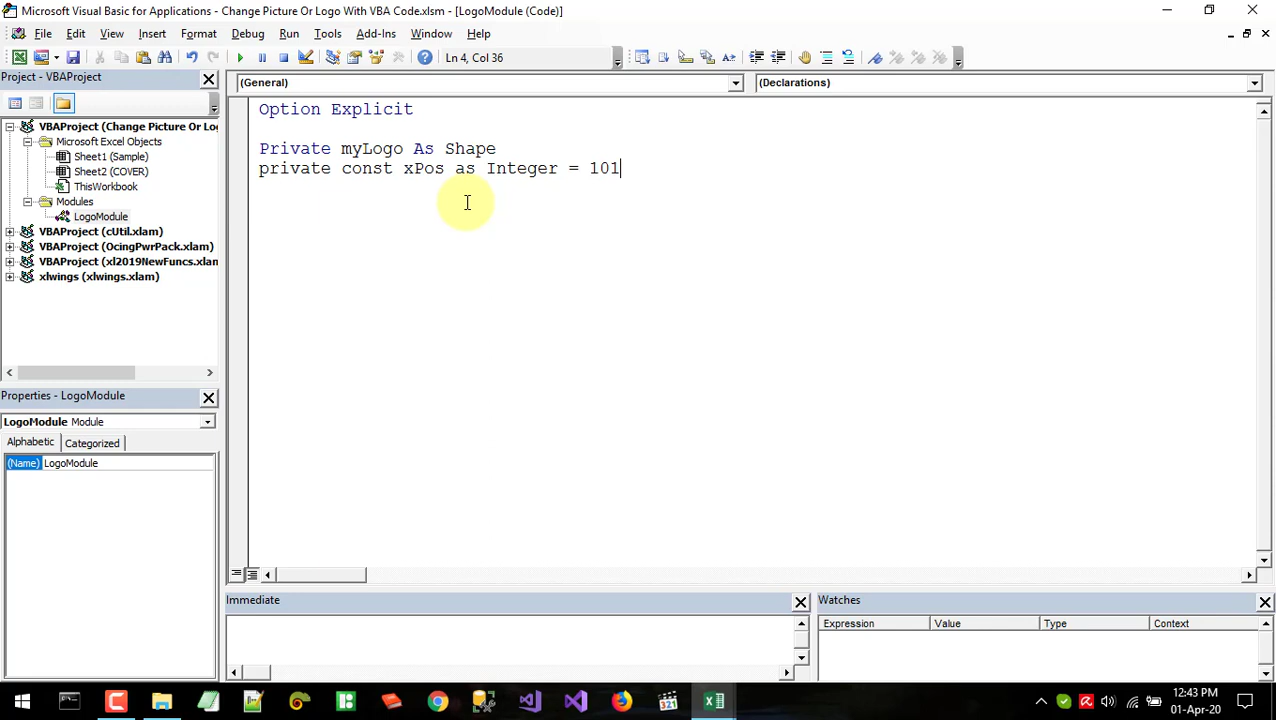 Microsoft Visual Basic for Applications - Change Picture Or Logo With VBA Code.xlsm - [LogoModule (Code)]
File Edit View Insert Format Debug Run Tools Add-Ins Window Help
Ln 4, Col 36
Project - VBAProject
(General)
(Declarations)
VBAProject (Change Picture Or Lo
Microsoft Excel Objects
Sheet1 (Sample)
Sheet2 (COVER)
ThisWorkbook
Modules
LogoModule
VBAProject (cUtil.xlam)
VBAProject (OcingPwrPack.xlam)
VBAProject (xl2019NewFuncs.xlan
xlwings (xlwings.xlam)
Option Explicit
Private myLogo As Shape
private const xPos as Integer = 101
Properties - LogoModule
LogoModule Module
Alphabetic Categorized
(Name) LogoModule
Immediate
Watches
Expression Value Type Context
321
12:43 PM
01-Apr-20